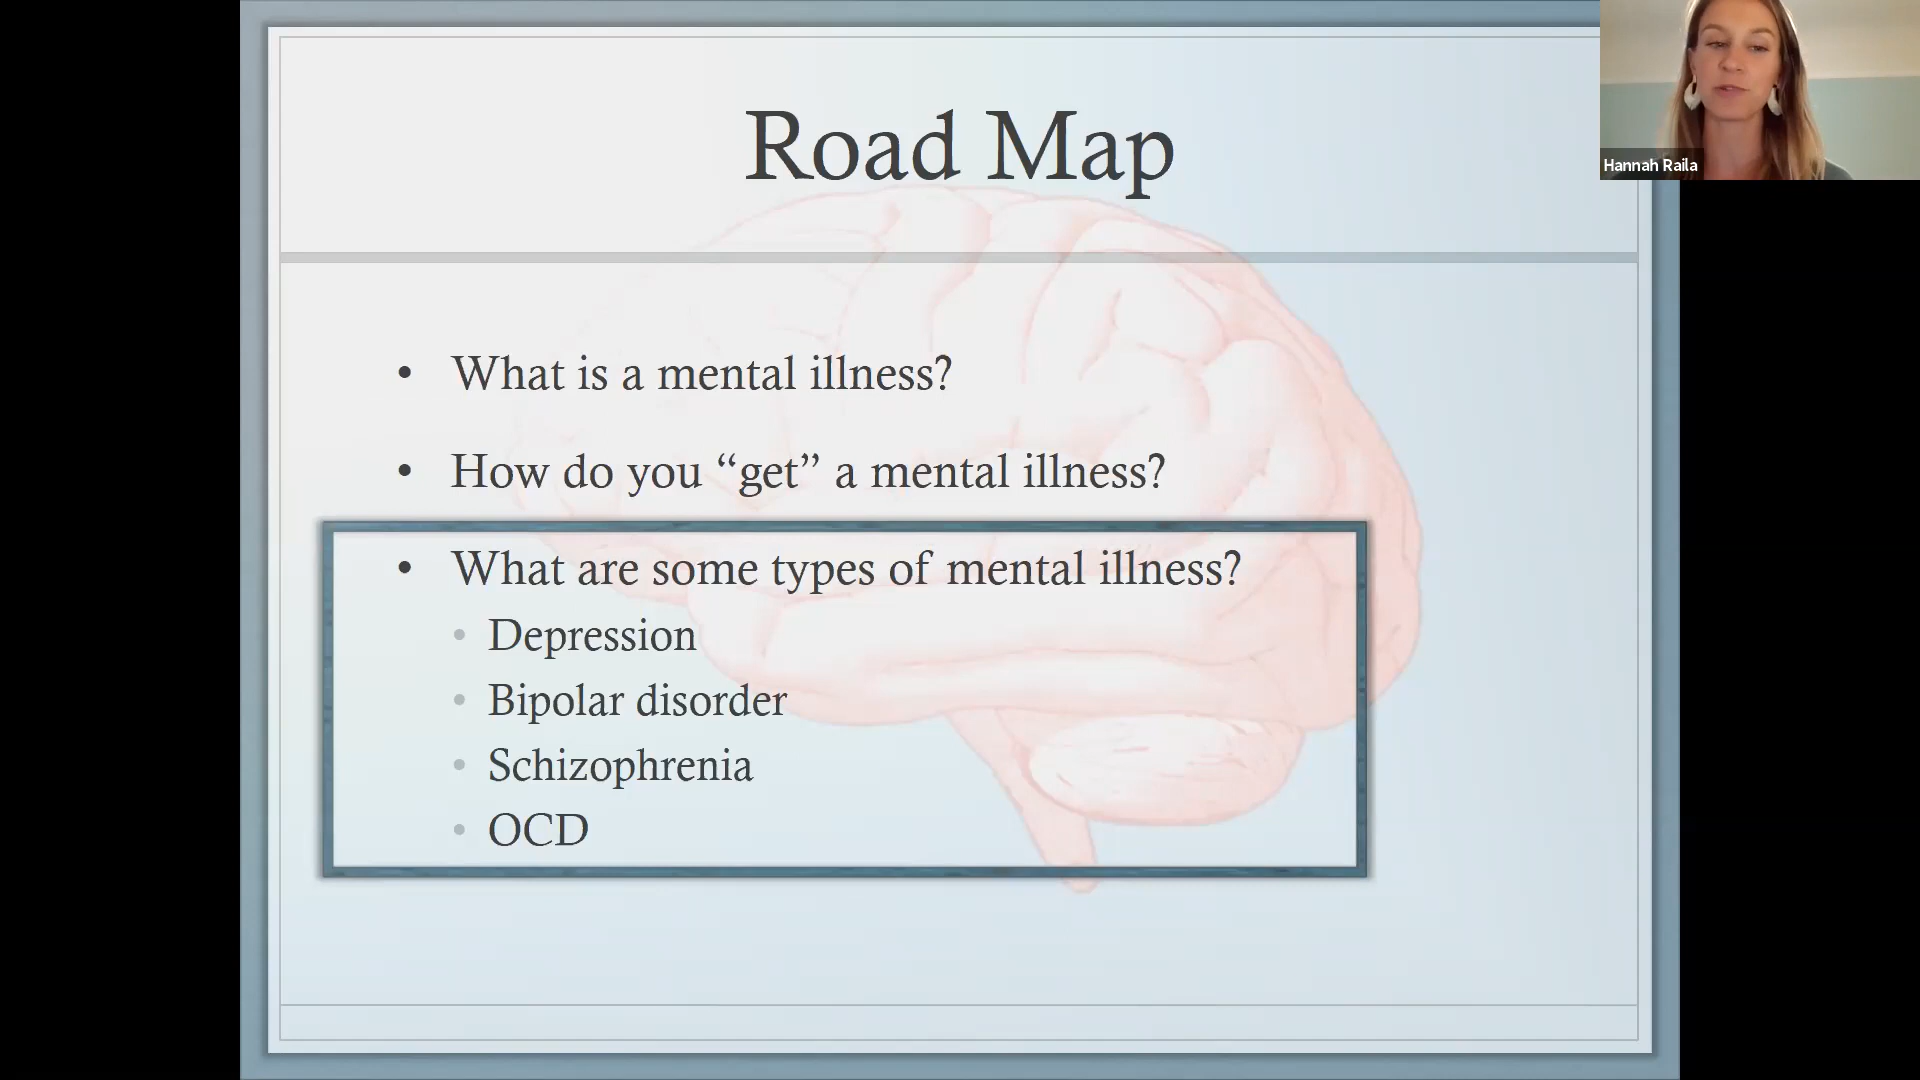 Road Map
Hannah Raila
• What is a mental illness?
• How do you “get” a mental illness?
• What are some types of mental illness?
• Depression
• Bipolar disorder
• Schizophrenia
• OCD